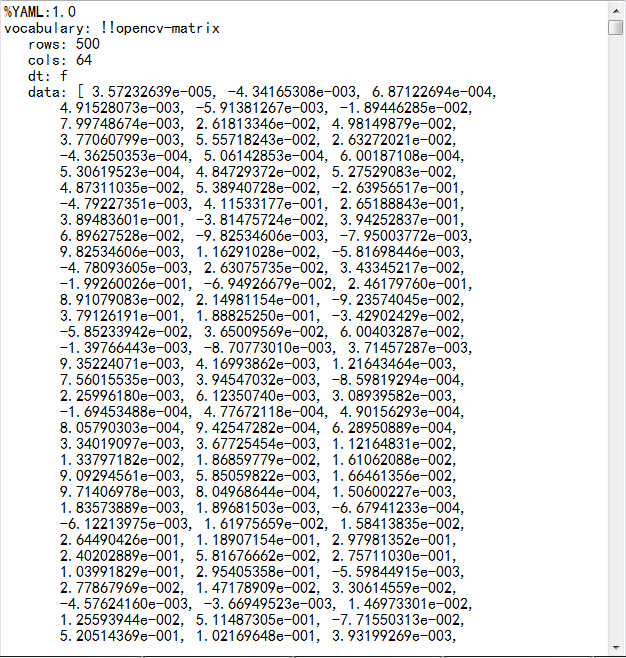 %YAML:1.0
vocabulary: !!opencv-matrix
   rows: 500
   cols: 64
   dt: f
   data: [ 3.57232639e-005, -4.34165308e-003, 6.87122694e-004,
       4.91528073e-003, -5.91381267e-003, -1.89446285e-002,
       7.99748674e-003, 2.61813346e-002, 4.98149879e-002,
       3.77060799e-003, 5.55718243e-002, 2.63272021e-002,
       -4.36250353e-004, 5.06142853e-004, 6.00187108e-004,
       5.30619523e-004, 4.84729372e-002, 5.27529083e-002,
       4.87311035e-002, 5.38940728e-002, -2.63956517e-001,
       -4.79227351e-003, 4.11533177e-001, 2.65188843e-001,
       3.89483601e-001, -3.81475724e-002, 3.94252837e-001,
       6.89627528e-002, -9.82534606e-003, -7.95003772e-003,
       9.82534606e-003, 1.16291028e-002, -5.81698446e-003,
       -4.78093605e-003, 2.63075735e-002, 3.43345217e-002,
       -1.99260026e-001, -6.94926679e-002, 2.46179760e-001,
       8.91079083e-002, 2.14981154e-001, -9.23574045e-002,
       3.79126191e-001, 1.88825250e-001, -3.42902429e-002,
       -5.85233942e-002, 3.65009569e-002, 6.00403287e-002,
       -1.39766443e-003, -8.70773010e-003, 3.71457287e-003,
       9.35224071e-003, 4.16993862e-003, 1.21643464e-003,
       7.56015535e-003, 3.94547032e-003, -8.59819294e-004,
       2.25996180e-003, 6.12350740e-003, 3.08939582e-003,
       -1.69453488e-004, 4.77672118e-004, 4.90156293e-004,
       8.05790303e-004, 9.42547282e-004, 6.28950889e-004,
       3.34019097e-003, 3.67725454e-003, 1.12164831e-002,
       1.33797182e-002, 1.86859779e-002, 1.61062088e-002,
       9.09294561e-003, 5.85059822e-003, 1.66461356e-002,
       9.71406978e-003, 8.04968644e-004, 1.50600227e-003,
       1.83573889e-003, 1.89681503e-003, -6.67941233e-004,
       -6.12213975e-003, 1.61975659e-002, 1.58413835e-002,
       2.64490426e-001, 1.18907154e-001, 2.97981352e-001,
       2.40202889e-001, 5.81676662e-002, 2.75711030e-001,
       1.03991829e-001, 2.95405358e-001, -5.59844915e-003,
       2.77867969e-002, 1.47178909e-002, 3.30614559e-002,
       -4.57624160e-003, -3.66949523e-003, 1.46973301e-002,
       1.25593944e-002, 5.11487305e-001, -7.71550313e-002,
       5.20514369e-001, 1.02169648e-001, 3.93199269e-003,